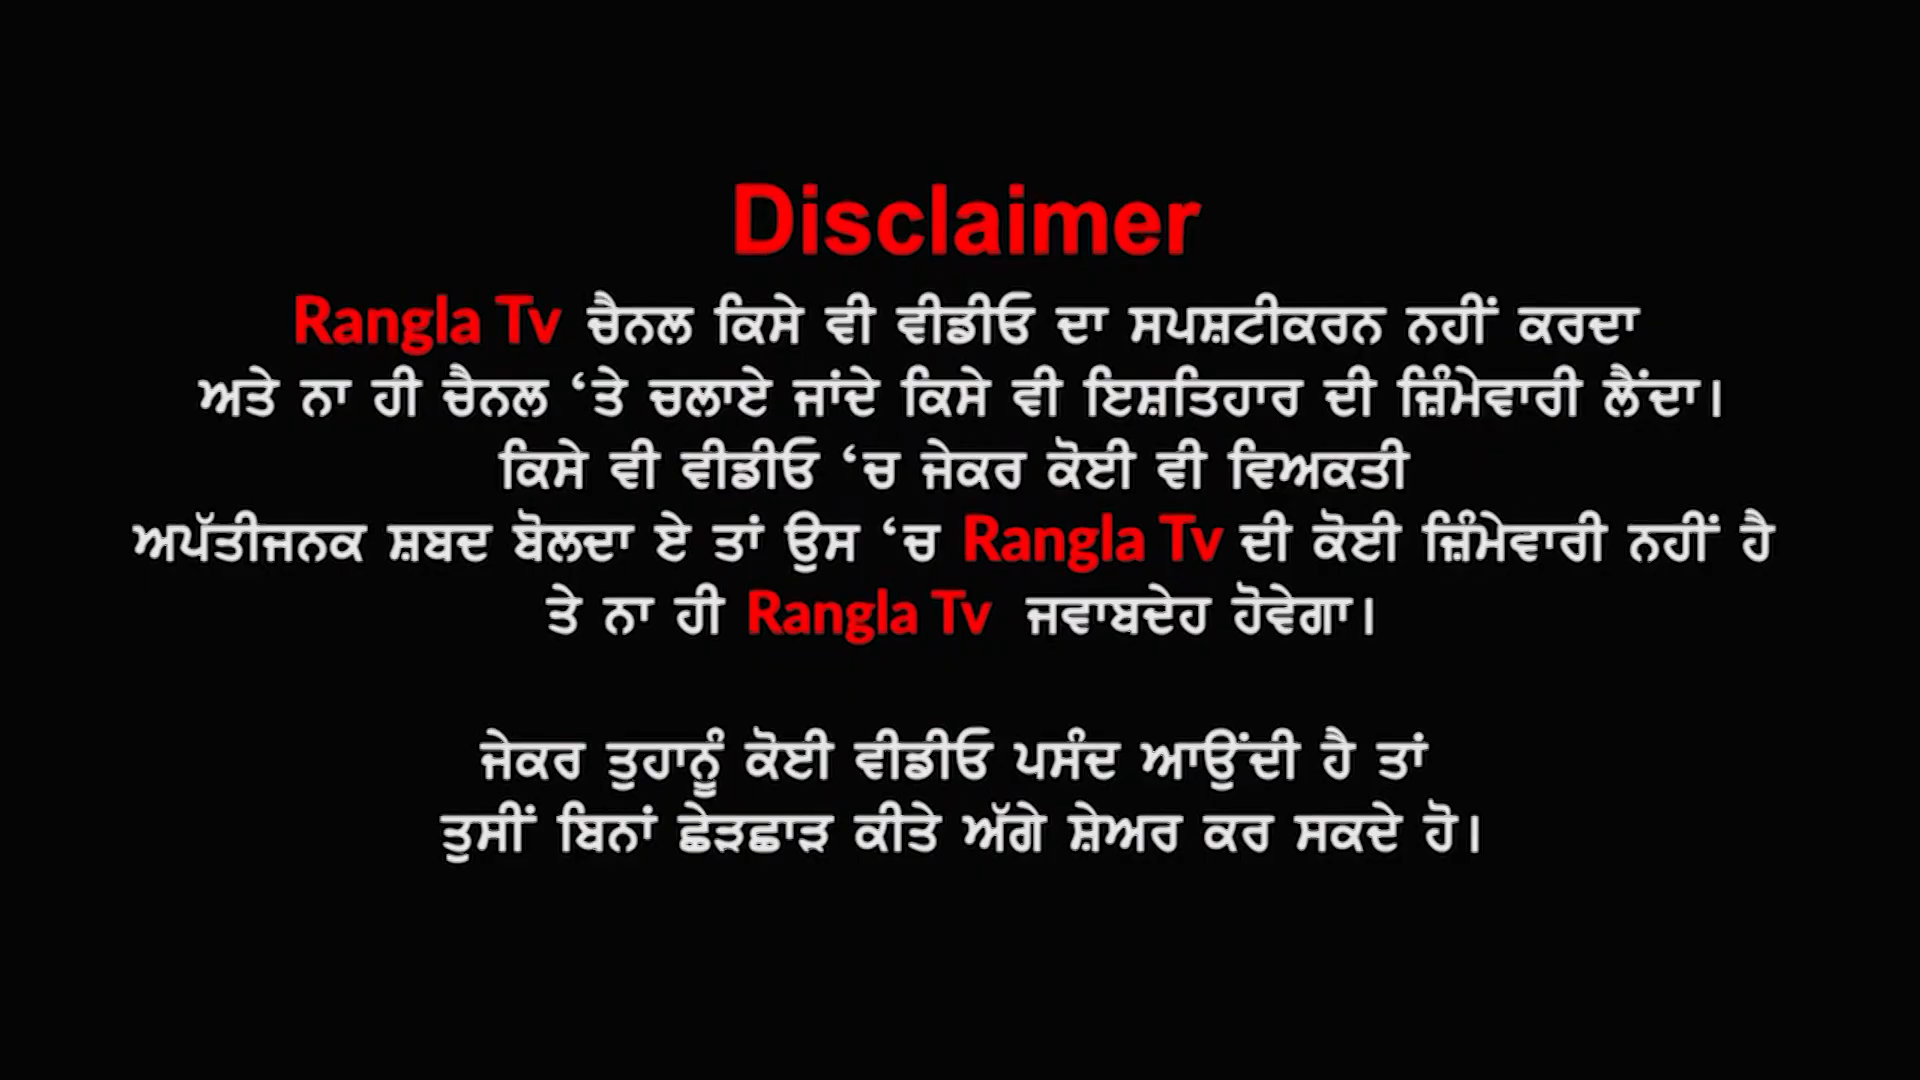 Disclaimer
Rangla Tv ਚੈਨਲ ਕਿਸੇ ਵੀ ਵੀਡੀਓ ਦਾ ਸਪਸ਼ਟੀਕਰਨ ਨਹੀਂ ਕਰਦਾ
ਅਤੇ ਨਾ ਹੀ ਚੈਨਲ ‘ਤੇ ਚਲਾਏ ਜਾਂਦੇ ਕਿਸੇ ਵੀ ਇਸ਼ਤਿਹਾਰ ਦੀ ਜ਼ਿੰਮੇਵਾਰੀ ਲੈਂਦਾ।
ਕਿਸੇ ਵੀ ਵੀਡੀਓ ‘ਚ ਜੇਕਰ ਕੋਈ ਵੀ ਵਿਅਕਤੀ
ਅਪੱਤੀਜਨਕ ਸ਼ਬਦ ਬੋਲਦਾ ਏ ਤਾਂ ਉਸ ‘ਚ Rangla Tv ਦੀ ਕੋਈ ਜ਼ਿੰਮੇਵਾਰੀ ਨਹੀਂ ਹੈ
ਤੇ ਨਾ ਹੀ Rangla Tv ਜਵਾਬਦੇਹ ਹੋਵੇਗਾ।
ਜੇਕਰ ਤੁਹਾਨੂੰ ਕੋਈ ਵੀਡੀਓ ਪਸੰਦ ਆਉਂਦੀ ਹੈ ਤਾਂ
ਤੁਸੀਂ ਬਿਨਾਂ ਛੇੜਛਾੜ ਕੀਤੇ ਅੱਗੇ ਸ਼ੇਅਰ ਕਰ ਸਕਦੇ ਹੋ।